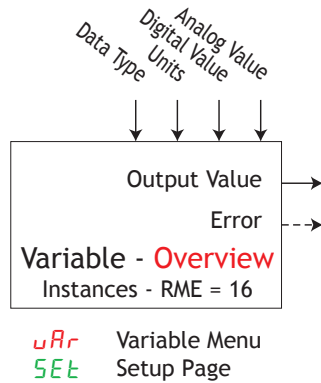 Data Type
Units
Digital Value
Analog Value
Output Value
Error
Variable - Overview
Instances - RME = 16
uAr Variable Menu
SEt Setup Page